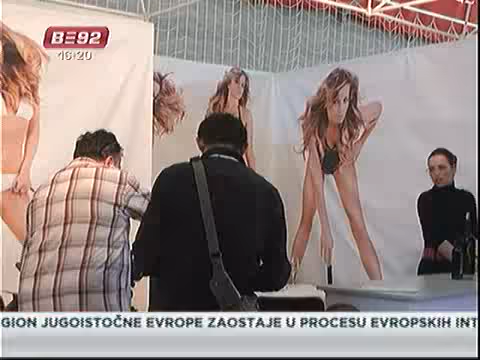 B92
16:20
GION JUGOISTOČNE EVROPE ZAOSTAJE U PROCESU EVROPSKIH INT